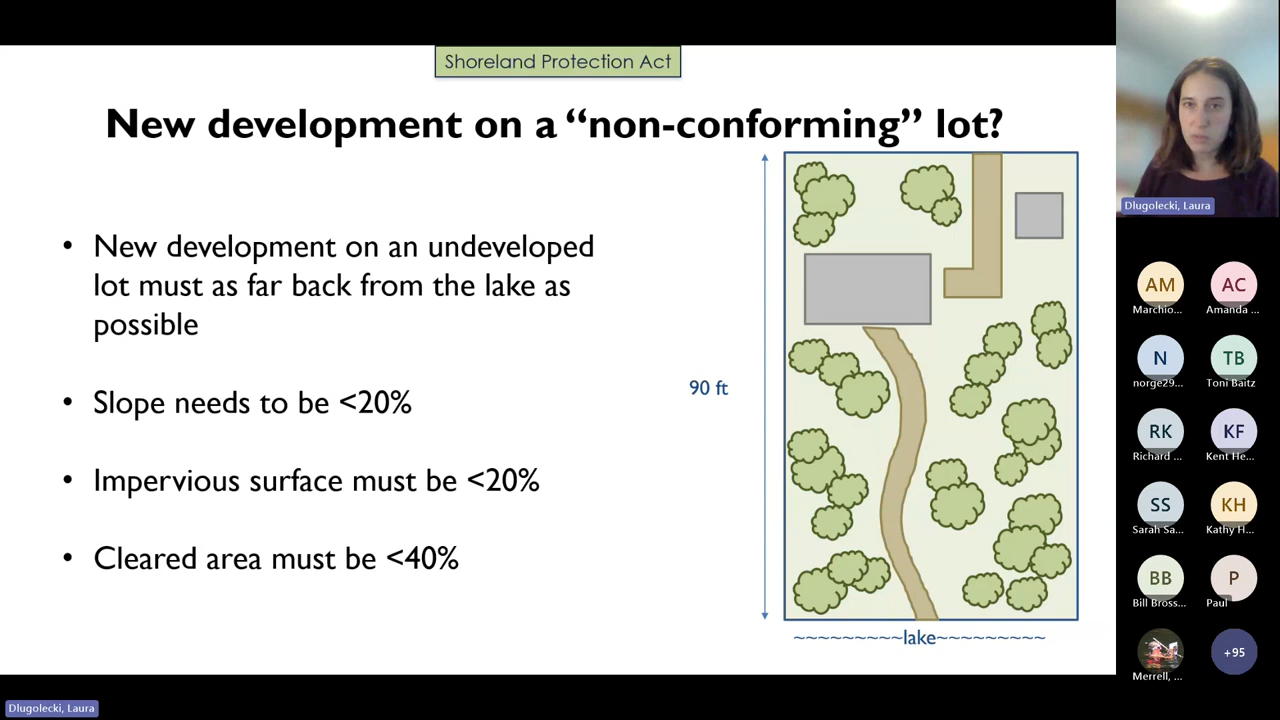 Shoreland Protection Act
New development on a “non-conforming” lot?
• New development on an undeveloped
lot must as far back from the lake as
possible
• Slope needs to be <20%
• Impervious surface must be <20%
• Cleared area must be <40%
90 ft
~~~~~~~~~lake~~~~~~~~~
Dlugolecki, Laura
AM
Marchio...
AC
Amanda ...
N
norge29...
TB
Toni Baitz
RK
Richard ...
KF
Kent He...
SS
Sarah Sa...
KH
Kathy H...
BB
Bill Bross...
P
Paul
Merrell, ...
+95
Dlugolecki, Laura